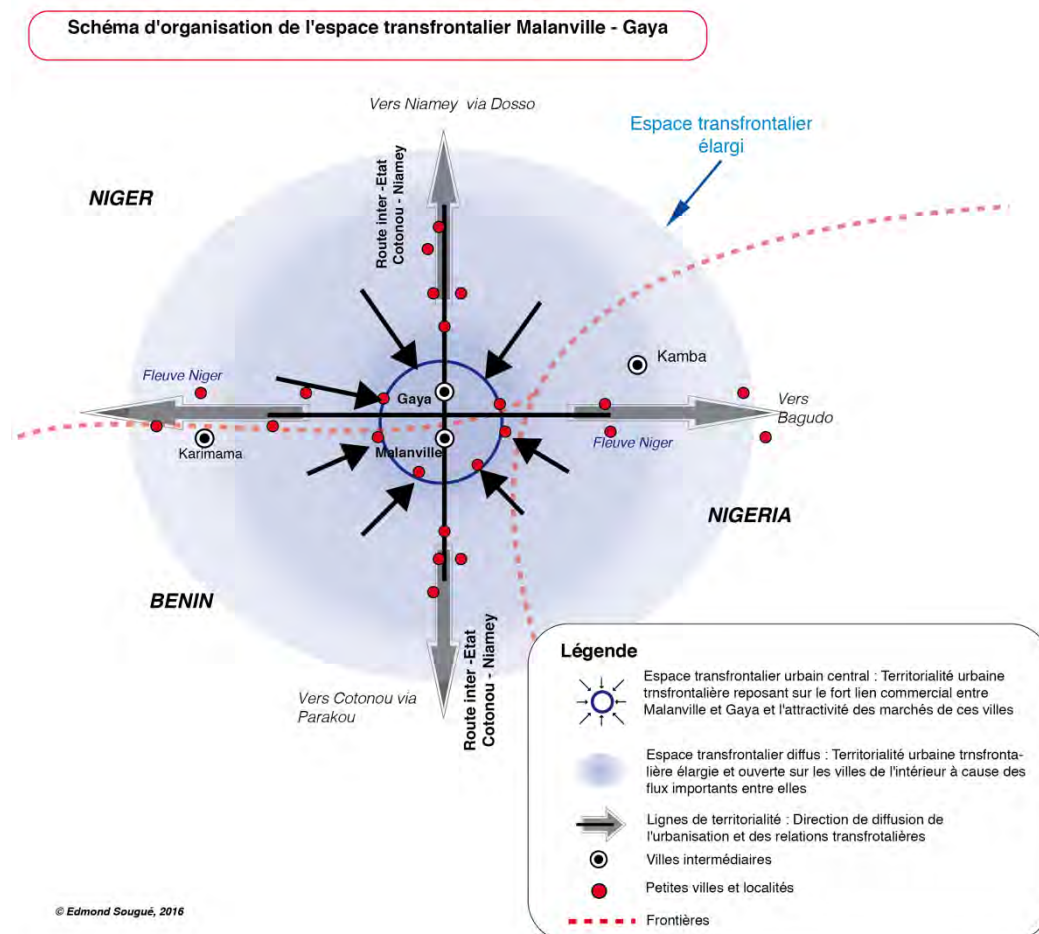 Schéma d'organisation de l'espace transfrontalier Malanville - Gaya
Vers Niamey via Dosso
Espace transfrontalier
élargi
NIGER
Route inter -Etat
Cotonou - Niamey
Kamba
Fleuve Niger
Gaya
Vers
Bagudo
Karimama
Malanville
Fleuve Niger
NIGERIA
BENIN
Route inter -Etat
Cotonou - Niamey
Vers Cotonou via
Parakou
Légende
Espace transfrontalier urbain central : Territorialité urbaine
trnsfrontalière reposant sur le fort lien commercial entre
Malanville et Gaya et l'attractivité des marchés de ces villes
Espace transfrontalier diffus : Territorialité urbaine trnsfronta-
lière élargie et ouverte sur les villes de l'intérieur à cause des
flux importants entre elles
Lignes de territorialité : Direction de diffusion de
l'urbanisation et des relations transfrotalières
Villes intermédiaires
Petites villes et localités
Frontières
© Edmond Sougué, 2016